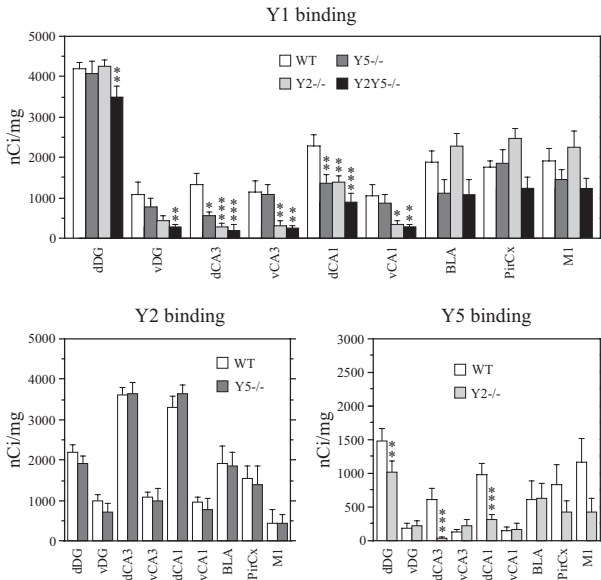 Y1 binding
nCi/mg
5000
4000
3000
2000
1000
0
WT
Y5-/-
Y2-/-
Y2Y5-/-
**
**
*
***
***
**
**
**
**
***
*
**
dDG
vDG
dCA3
vCA3
dCA1
vCA1
BLA
PirCx
M1
Y2 binding
nCi/mg
5000
4000
3000
2000
1000
0
WT
Y5-/-
dDG
vDG
dCA3
vCA3
dCA1
vCA1
BLA
PirCx
M1
Y5 binding
nCi/mg
3000
2500
2000
1500
1000
500
0
WT
Y2-/-
**
***
***
dDG
vDG
dCA3
vCA3
dCA1
vCA1
BLA
PirCx
M1